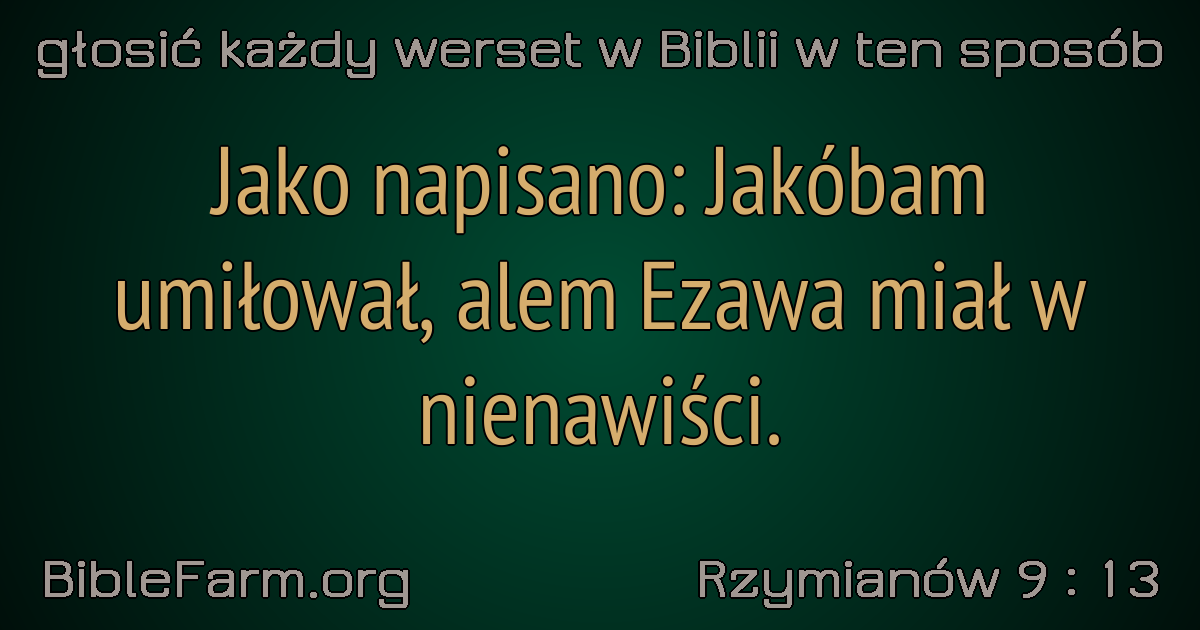 głosić każdy werset w Biblii w ten sposób
Jako napisano: Jakóbam
umiłował, alem Ezawa miał w
nienawiści.
BibleFarm.org
Rzymianów 9 : 13